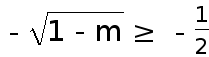 - √(1 - m) ≥ - 1/2